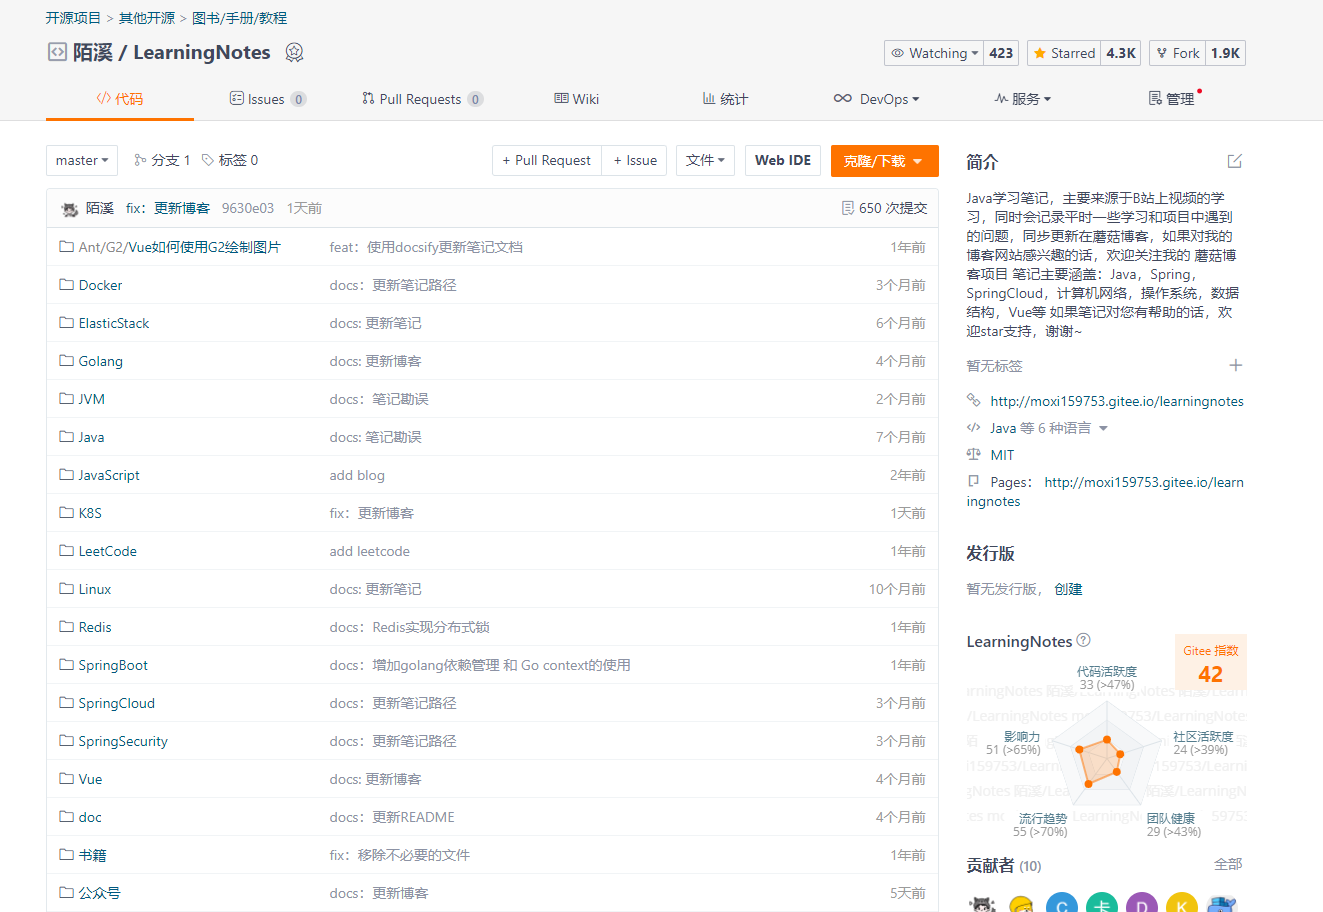 开源项目 > 其他开源 > 图书/手册/教程
陌溪 / LearningNotes
Watching 423 Starred 4.3K Fork 1.9K
代码 Issues 0 Pull Requests 0 Wiki 统计 DevOps 服务 管理
master 分支 1 标签 0 + Pull Request + Issue 文件 Web IDE 克隆/下载
陌溪 fix：更新博客 9630e03 1天前 650 次提交
Ant/G2/Vue如何使用G2绘制图片 feat：使用docsify更新笔记文档 1年前
Docker docs：更新笔记路径 3个月前
ElasticStack docs: 更新笔记 6个月前
Golang docs: 更新博客 4个月前
JVM docs：笔记勘误 2个月前
Java docs: 笔记勘误 7个月前
JavaScript add blog 2年前
K8S fix：更新博客 1天前
LeetCode add leetcode 1年前
Linux docs: 更新笔记 10个月前
Redis docs：Redis实现分布式锁 1年前
SpringBoot docs：增加golang依赖管理 和 Go context的使用 1年前
SpringCloud docs：更新笔记路径 3个月前
SpringSecurity docs：更新笔记路径 3个月前
Vue docs: 更新博客 4个月前
doc docs：更新README 4个月前
书籍 fix：移除不必要的文件 1年前
公众号 docs：更新博客 5天前
简介
Java学习笔记，主要来源于B站上视频的学
习，同时会记录平时一些学习和项目中遇到
的问题，同步更新在蘑菇博客，如果对我的
博客网站感兴趣的话，欢迎关注我的 蘑菇博
客项目 笔记主要涵盖：Java，Spring，
SpringCloud，计算机网络，操作系统，数据
结构，Vue等 如果笔记对您有帮助的话，欢
迎star支持，谢谢~
暂无标签
http://moxi159753.gitee.io/learningnotes
Java 等 6 种语言
MIT
Pages： http://moxi159753.gitee.io/learn
ingnotes
发行版
暂无发行版， 创建
LearningNotes
Gitee 指数
42
代码活跃度
33 (>47%)
影响力
51 (>65%)
社区活跃度
24 (>39%)
流行趋势
55 (>70%)
团队健康
29 (>43%)
贡献者 (10) 全部
C 卡 D K